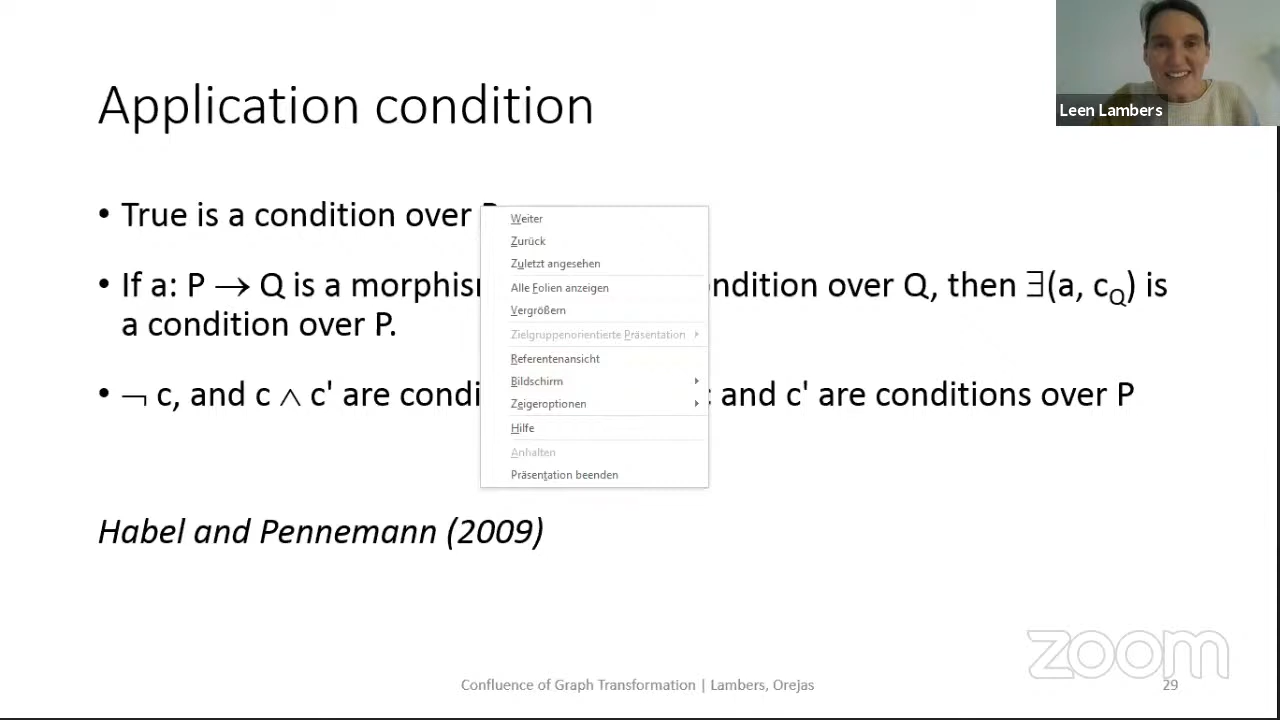 Application condition
Leen Lambers
• True is a condition over
• If a: P → Q is a morphis ndition over Q, then ∃(a, c_Q) is
a condition over P.
• ¬ c, and c ∧ c' are condi and c' are conditions over P
Weiter
Zurück
Zuletzt angesehen
Alle Folien anzeigen
Vergrößern
Zielgruppenorientierte Präsentation
Referentenansicht
Bildschirm
Zeigeroptionen
Hilfe
Anhalten
Präsentation beenden
Habel and Pennemann (2009)
zoom
Confluence of Graph Transformation | Lambers, Orejas
29